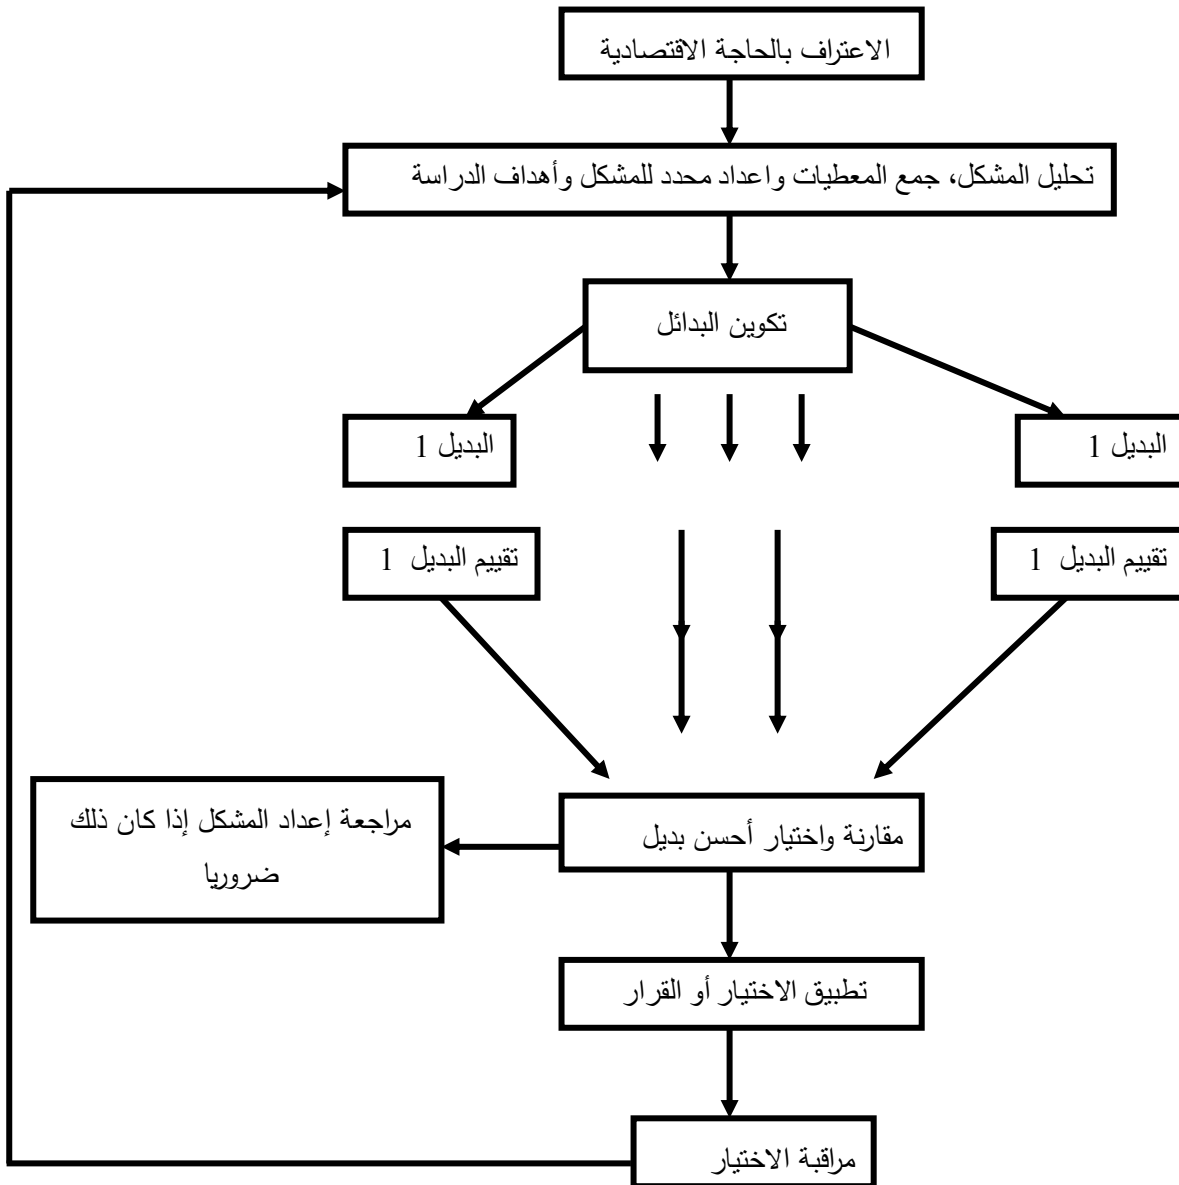 الاعتراف بالحاجة الاقتصادية
تحليل المشكل، جمع المعطيات واعداد محدد للمشكل وأهداف الدراسة
تكوين البدائل
البديل 1
البديل 1
تقييم البديل 1
تقييم البديل 1
مقارنة واختيار أحسن بديل
مراجعة إعداد المشكل إذا كان ذلك
ضروريا
تطبيق الاختيار أو القرار
مراقبة الاختيار